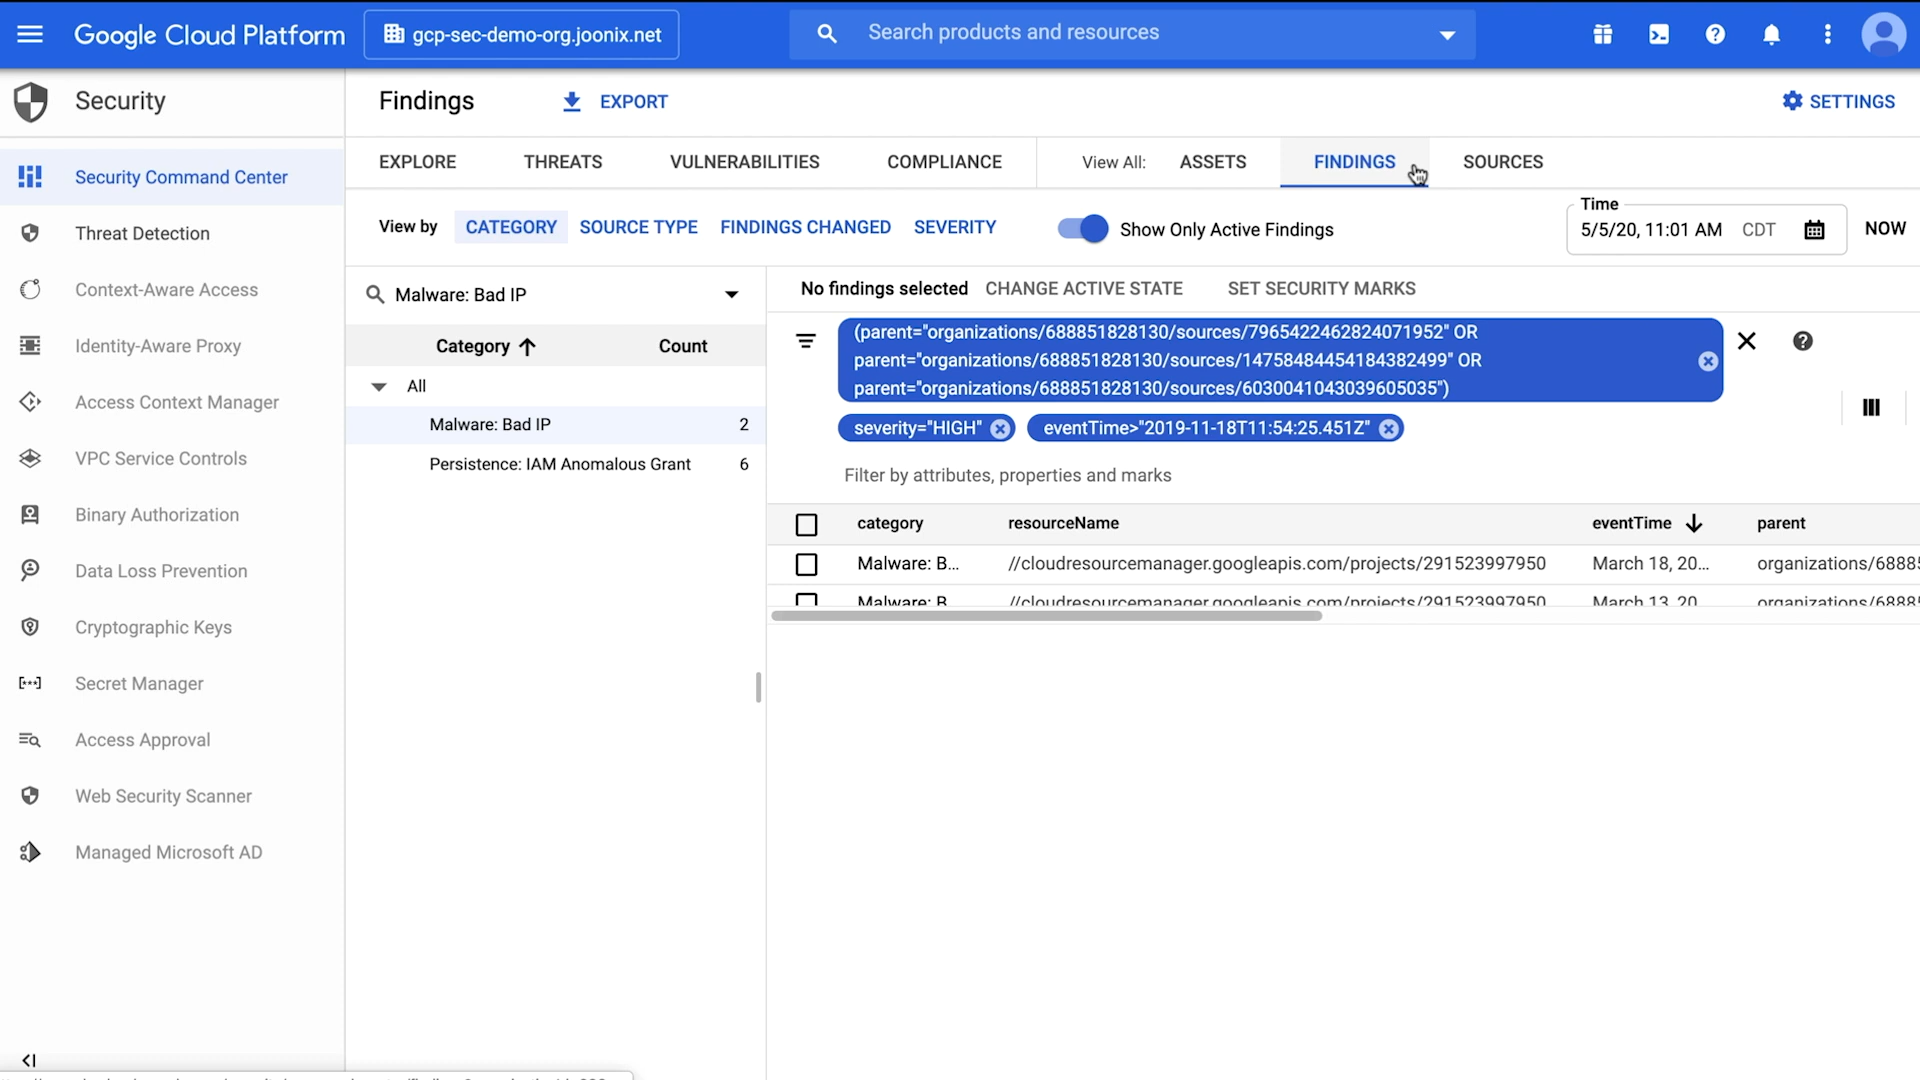 Google Cloud Platform
gcp-sec-demo-org.joonix.net
Search products and resources
Security
Findings
EXPORT
SETTINGS
Security Command Center
Threat Detection
Context-Aware Access
Identity-Aware Proxy
Access Context Manager
VPC Service Controls
Binary Authorization
Data Loss Prevention
Cryptographic Keys
Secret Manager
Access Approval
Web Security Scanner
Managed Microsoft AD
EXPLORE
THREATS
VULNERABILITIES
COMPLIANCE
View All:
ASSETS
FINDINGS
SOURCES
View by
CATEGORY
SOURCE TYPE
FINDINGS CHANGED
SEVERITY
Show Only Active Findings
Time
5/5/20, 11:01 AM CDT
NOW
Malware: Bad IP
Category
Count
All
Malware: Bad IP 2
Persistence: IAM Anomalous Grant 6
No findings selected
CHANGE ACTIVE STATE
SET SECURITY MARKS
(parent="organizations/688851828130/sources/7965422462824071952" OR
parent="organizations/688851828130/sources/14758484454184382499" OR
parent="organizations/688851828130/sources/6030041043039605035")
severity="HIGH"
eventTime>"2019-11-18T11:54:25.451Z"
Filter by attributes, properties and marks
category resourceName eventTime parent
Malware: B... //cloudresourcemanager.googleapis.com/projects/291523997950 March 18, 20... organizations/6888
Malware: B //cloudresourcemanager.googleapis.com/projects/291523997950 March 13, 20 organizations/6888